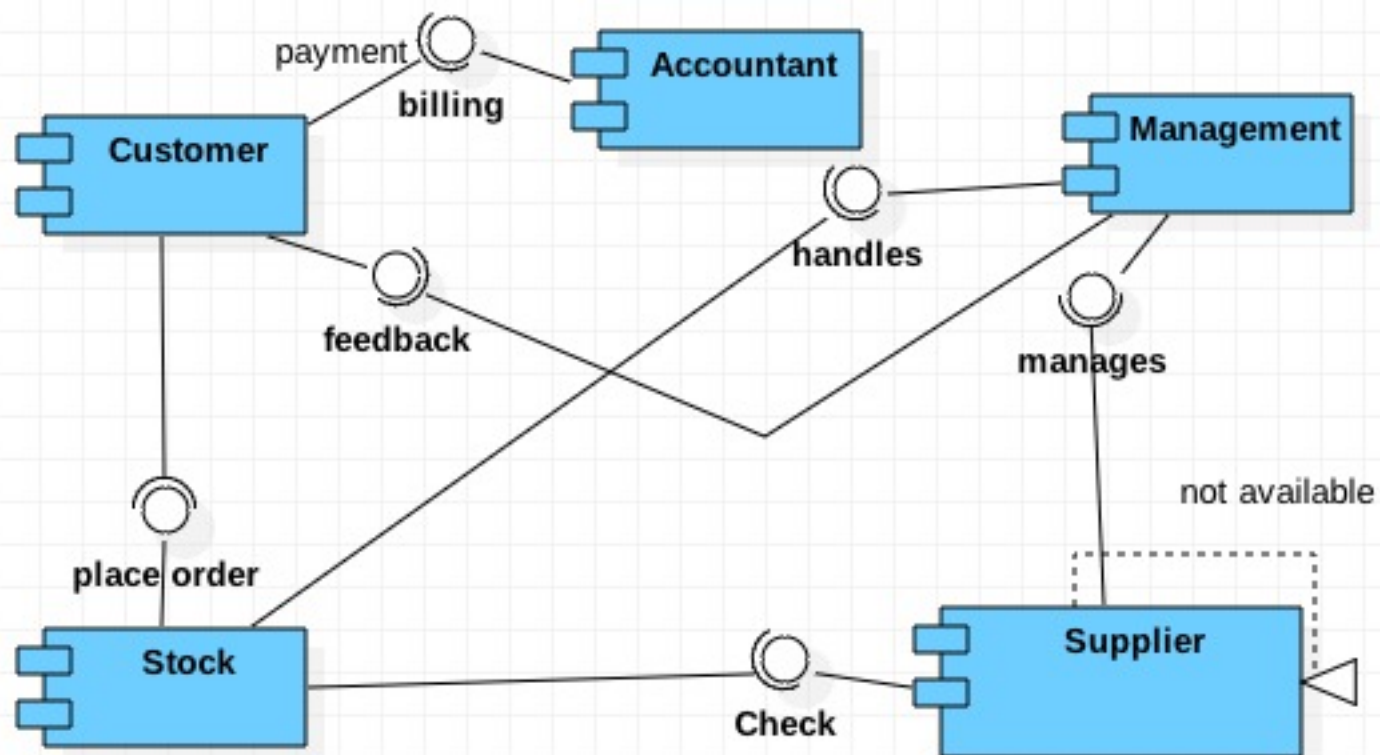 payment
billing
Accountant
Customer
Management
handles
feedback
manages
not available
place order
Stock
Supplier
Check